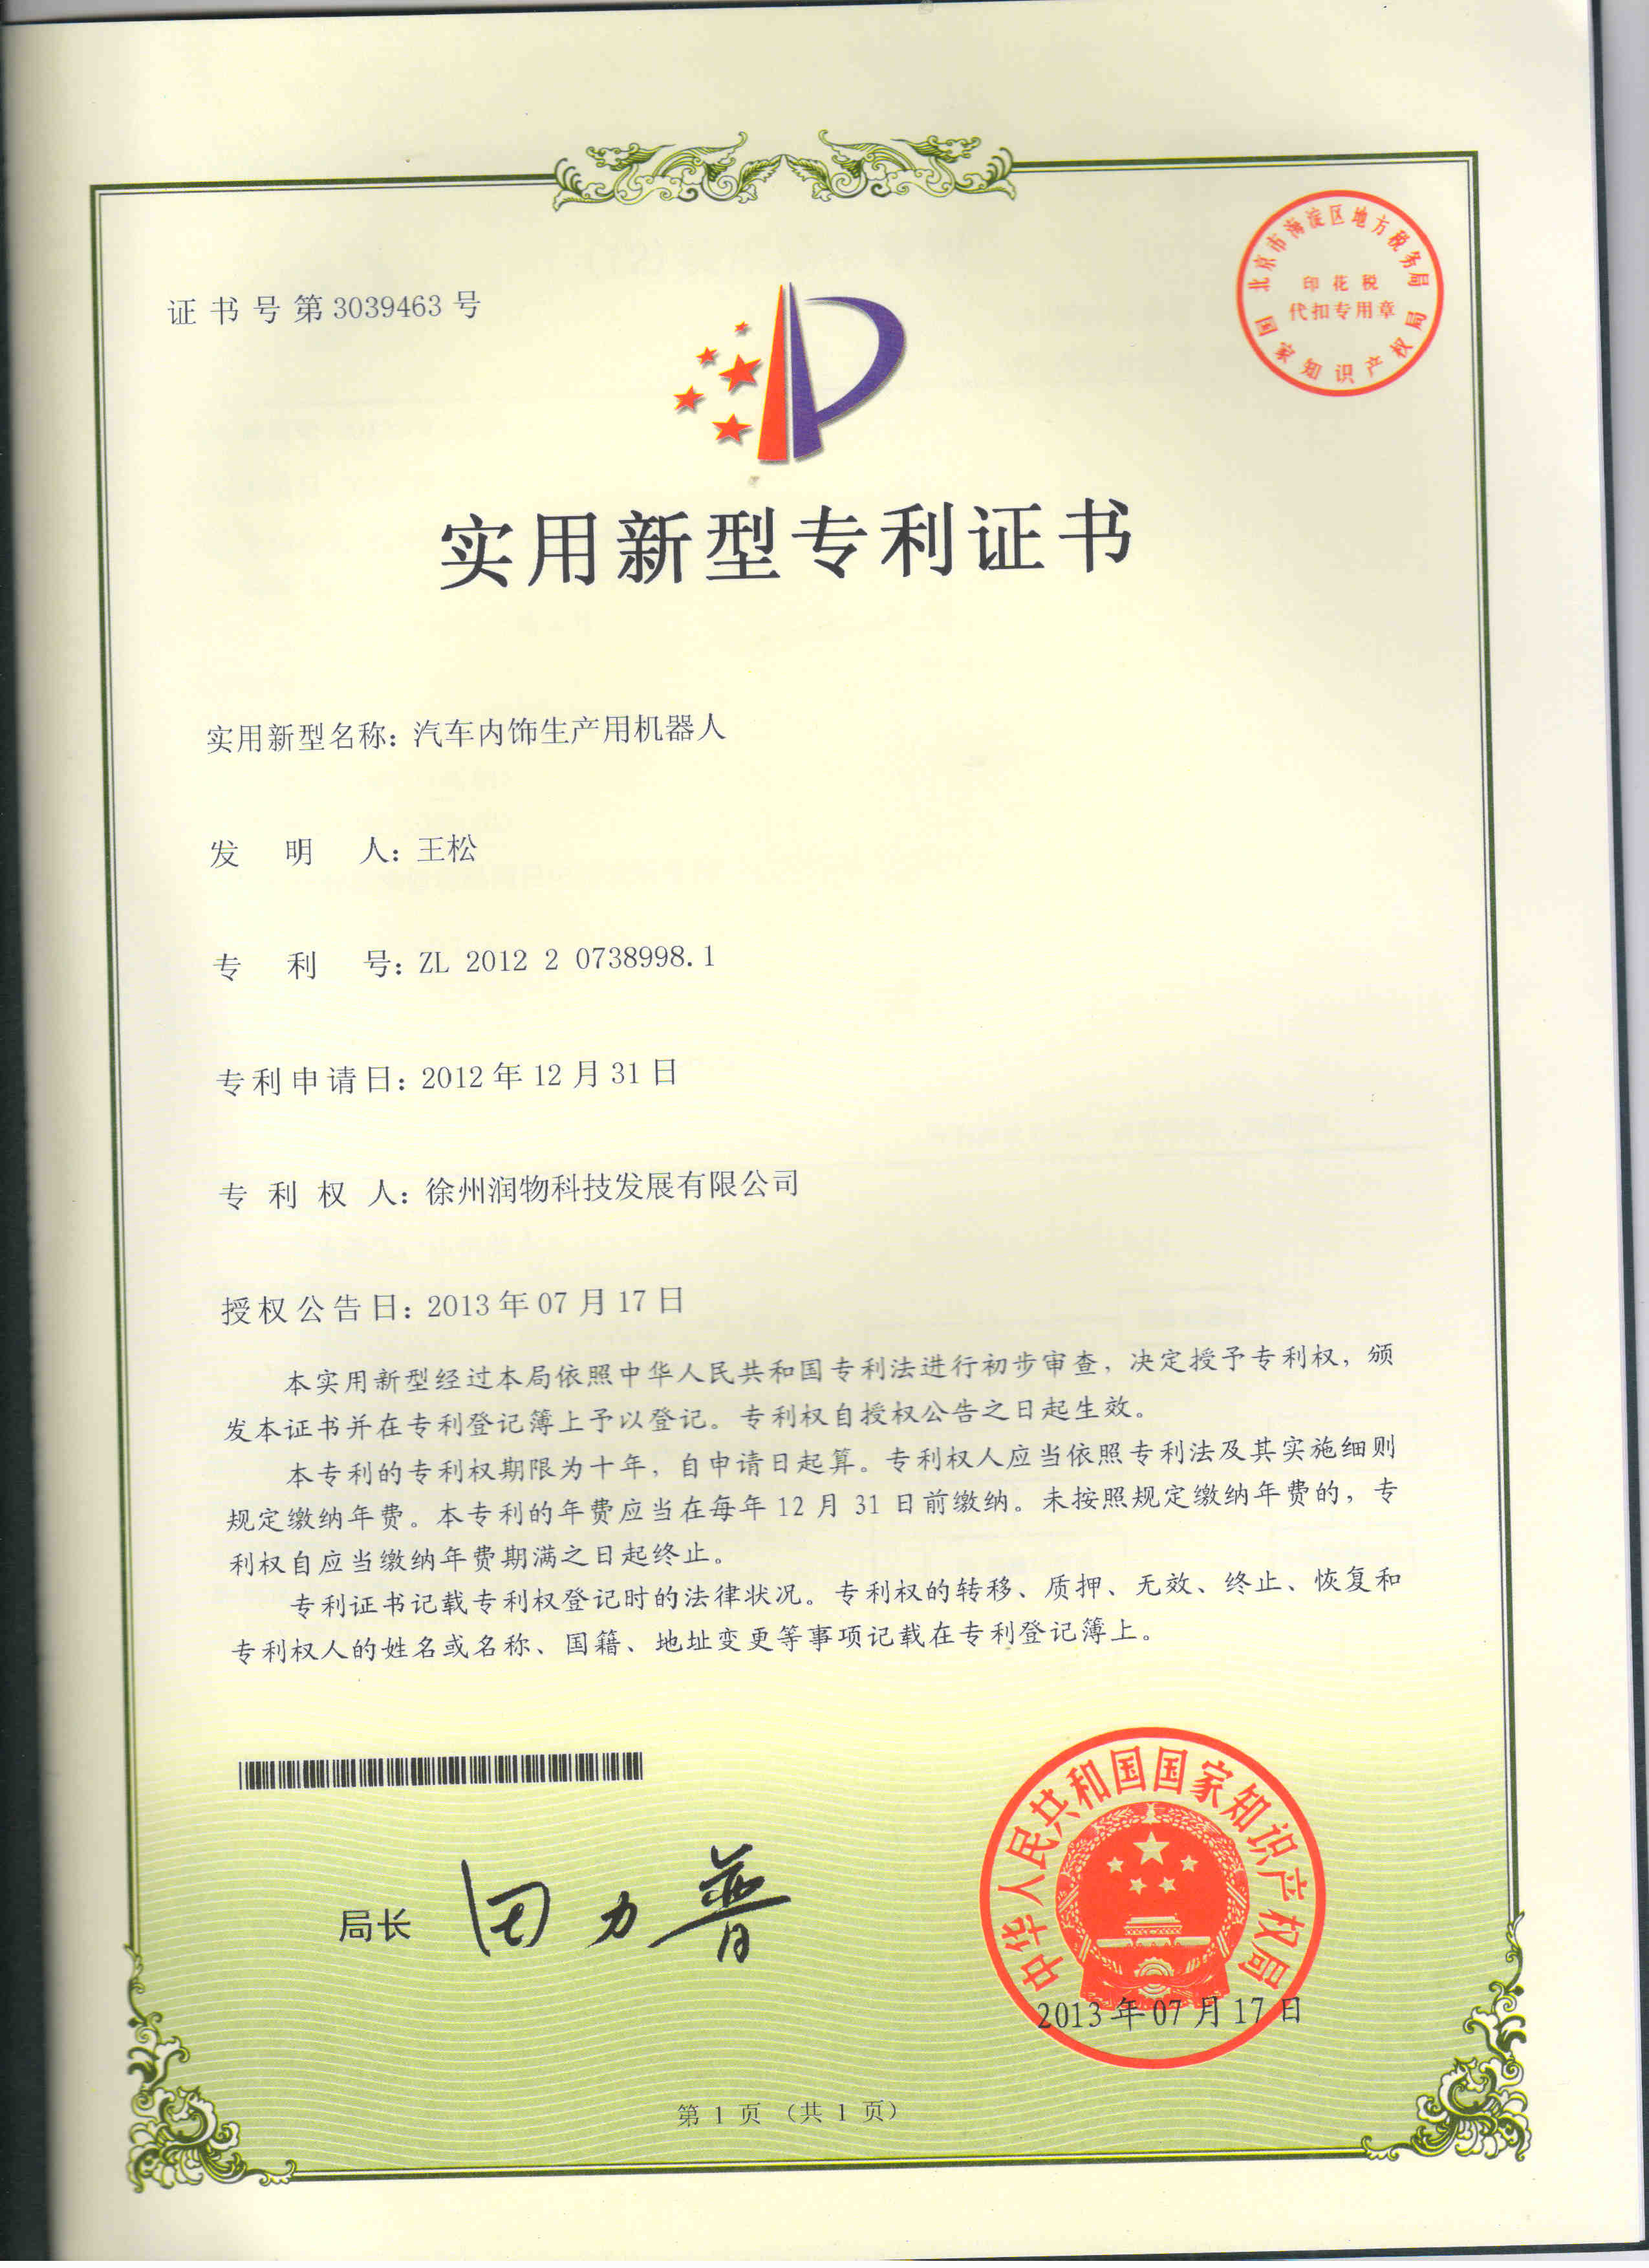 证书号第3039463号
北京市海淀区地方税务局
印花税
代扣专用章
国家知识产权局
实用新型专利证书
实用新型名称：汽车内饰生产用机器人
发明人：王松
专利号：ZL 2012 2 0738998.1
专利申请日：2012年12月31日
专利权人：徐州润物科技发展有限公司
授权公告日：2013年07月17日
本实用新型经过本局依照中华人民共和国专利法进行初步审查，决定授予专利权，颁
发本证书并在专利登记簿上予以登记。专利权自授权公告之日起生效。
本专利的专利权期限为十年，自申请日起算。专利权人应当依照专利法及其实施细则
规定缴纳年费。本专利的年费应当在每年12月31日前缴纳。未按照规定缴纳年费的，专
利权自应当缴纳年费期满之日起终止。
专利证书记载专利权登记时的法律状况。专利权的转移、质押、无效、终止、恢复和
专利权人的姓名或名称、国籍、地址变更等事项记载在专利登记簿上。
局长 田力普
中华人民共和国国家知识产权局
2013年07月17日
第1页（共1页）